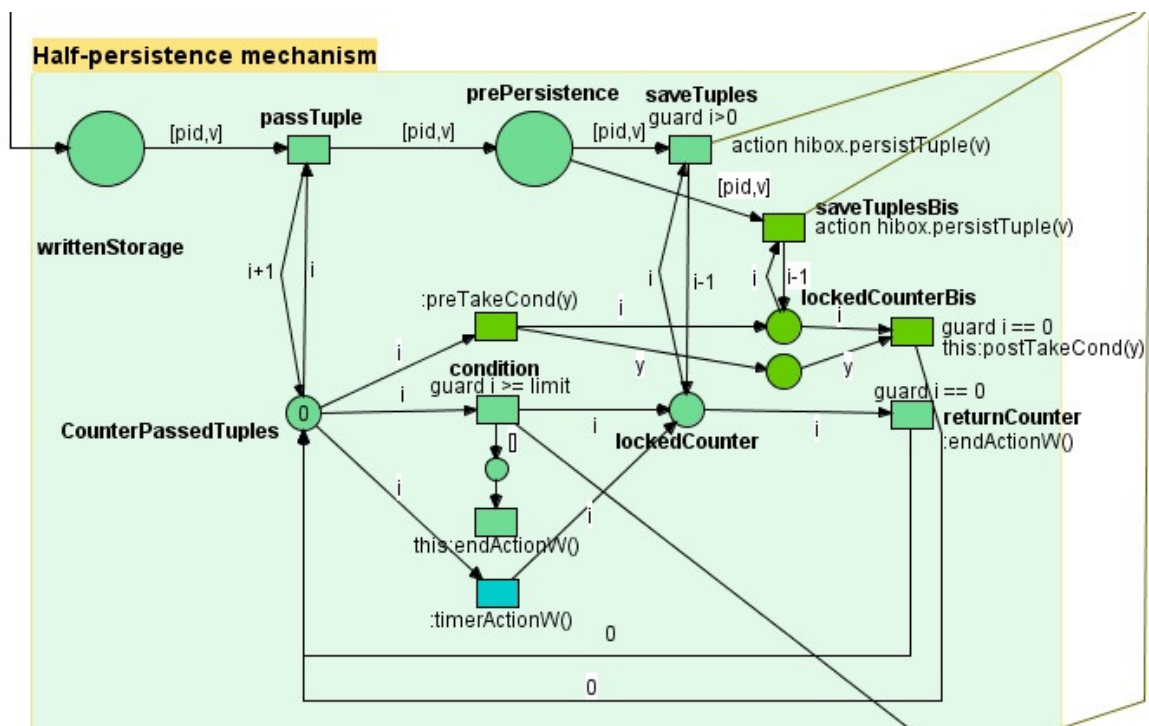 Half-persistence mechanism
prePersistence
saveTuples
guard i>0
passTuple
[pid,v]
[pid,v]
[pid,v]
action hibox.persistTuple(v)
[pid,v]
saveTuplesBis
action hibox.persistTuple(v)
writtenStorage
i+1
i
i
i-1
i
i-1
:preTakeCond(y)
i
lockedCounterBis
i
guard i == 0
this:postTakeCond(y)
i
y
y
condition
guard i >= limit
guard i == 0
i
0
CounterPassedTuples
i
lockedCounter
i
returnCounter
:endActionW()
[]
i
i
this:endActionW()
:timerActionW()
0
0